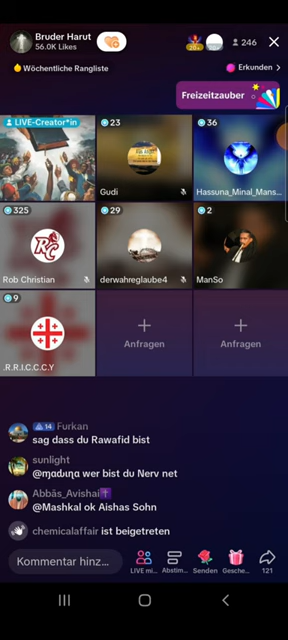 Bruder Harut
56.0K Likes
246
Wöchentliche Rangliste
Erkunden
Freizeitzauber
LIVE-Creator*in
23
Gudi
36
Hassuna_Minal_Mans...
325
RC
Rob Christian
29
derwahreglaube4
2
ManSo
9
.R.R.I.C.C.C.Y
Anfragen
Anfragen
14 Furkan
sag dass du Rawafid bist
sunlight
@ɱαԃιɳα wer bist du Nerv net
Abbās_Avishai✝️
@Mashkal ok Aishas Sohn
chemicalaffair ist beigetreten
Kommentar hinz...
LIVE mi...
Abstim...
Senden
Gesche...
121